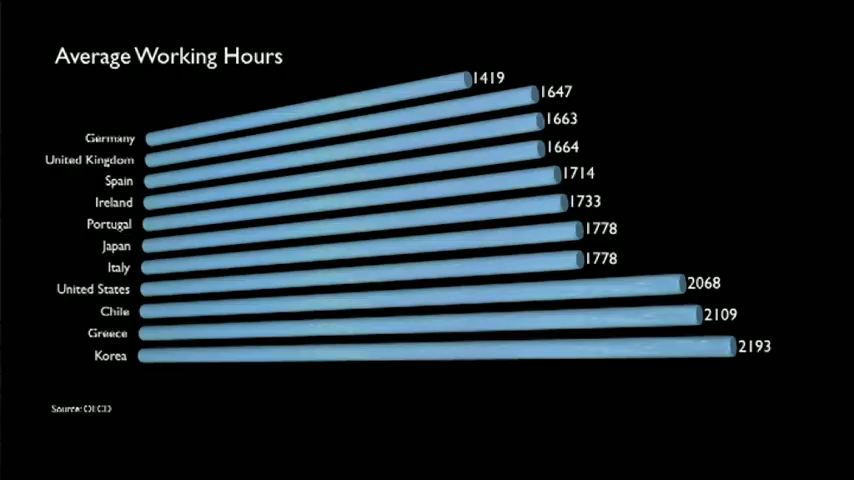 Average Working Hours
Germany 1419
United Kingdom 1647
Spain 1663
Ireland 1664
Portugal 1714
Japan 1733
Italy 1778
United States 1778
Chile 2068
Greece 2109
Korea 2193
Source: OECD